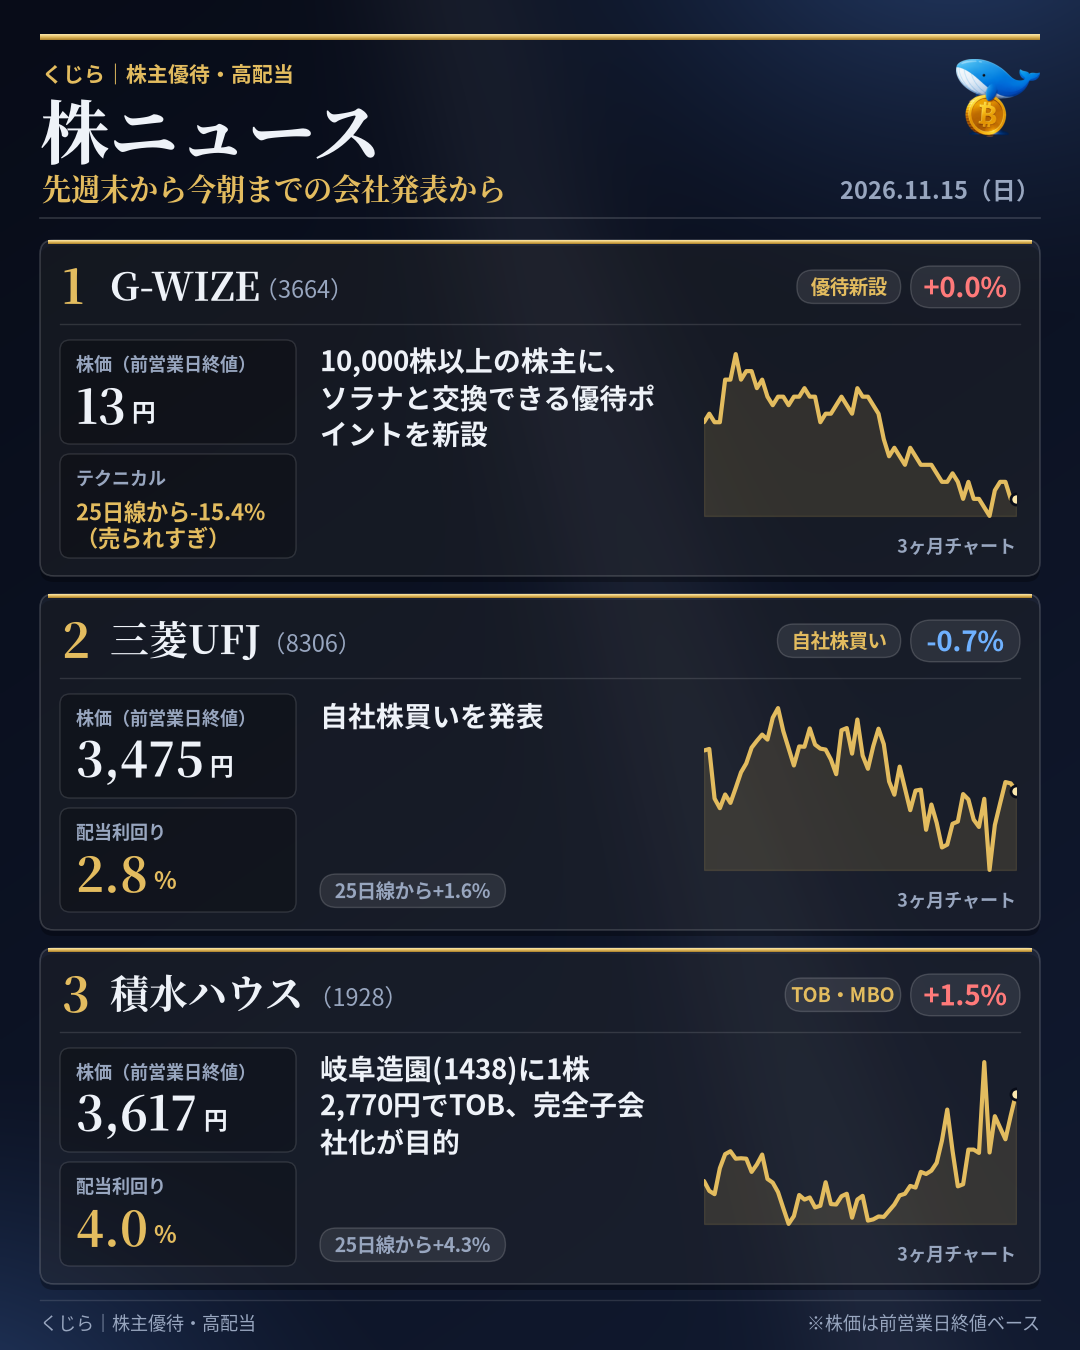 くじら｜株主優待・高配当
株ニュース
先週末から今朝までの会社発表から
2026.11.15（日）
1 G-WIZE（3664） 優待新設 +0.0%
株価（前営業日終値）
13円
テクニカル
25日線から-15.4%
（売られすぎ）
10,000株以上の株主に、
ソラナと交換できる優待ポ
イントを新設
3ヶ月チャート
2 三菱UFJ（8306） 自社株買い -0.7%
株価（前営業日終値）
3,475円
配当利回り
2.8%
自社株買いを発表
25日線から+1.6%
3ヶ月チャート
3 積水ハウス（1928） TOB・MBO +1.5%
株価（前営業日終値）
3,617円
配当利回り
4.0%
岐阜造園(1438)に1株
2,770円でTOB、完全子会
社化が目的
25日線から+4.3%
3ヶ月チャート
くじら｜株主優待・高配当
※株価は前営業日終値ベース